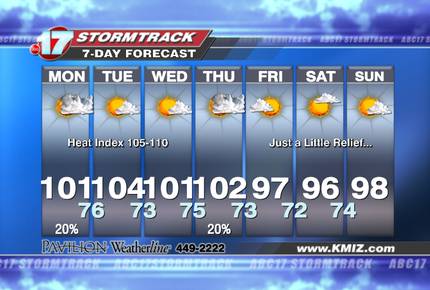 ABC17 STORMTRACK
17 STORMTRACK
7-DAY FORECAST
MON TUE WED THU FRI SAT SUN
Heat Index 105-110 Just a Little Relief...
101 104 101 102 97 96 98
76 73 75 73 72 74
20% 20%
PAVILION Weatherline 449-2222 www.KMIZ.com
ABC17 STORMTRACK ABC17 STORMTRACK ABC17 STORMTRACK